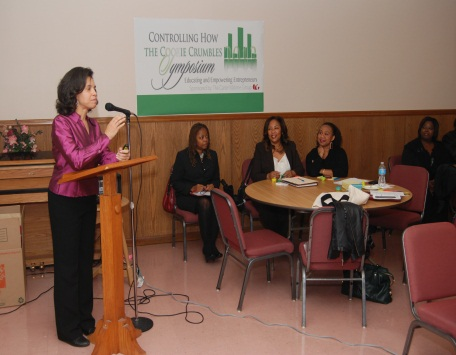 CONTROLLING HOW
THE COOKIE CRUMBLES
Symposium
Educating and Empowering Entrepreneurs